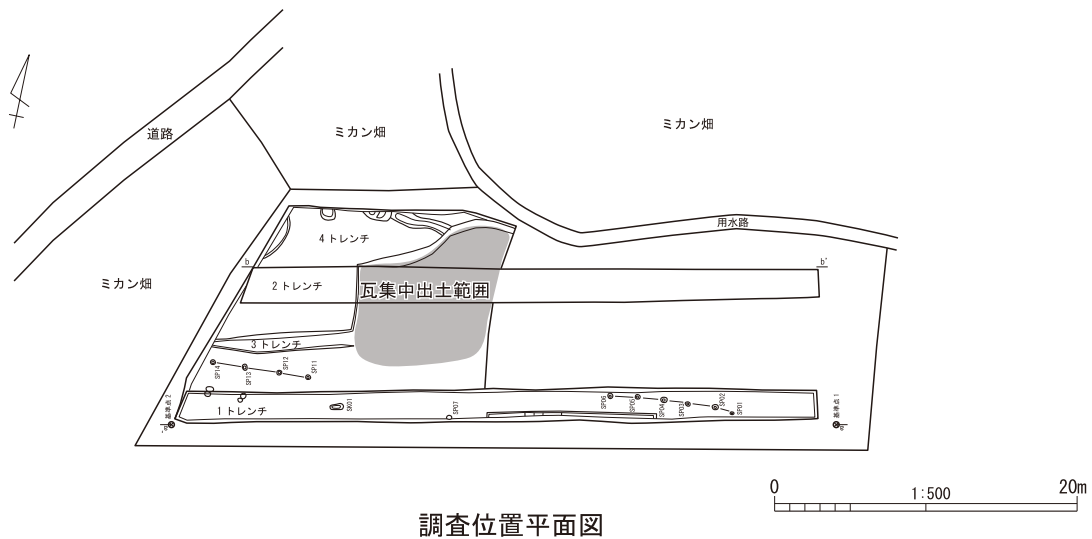 道路
ミカン畑
ミカン畑
用水路
ミカン畑
4 トレンチ
b
b'
2 トレンチ
瓦集中出土範囲
3 トレンチ
SP14
SP13
SP12
SP11
基準点 2
1 トレンチ
SK01
SP07
SP06
SP05
SP04
SP03
SP02
SP01
基準点 1
0
1:500
20m
調査位置平面図